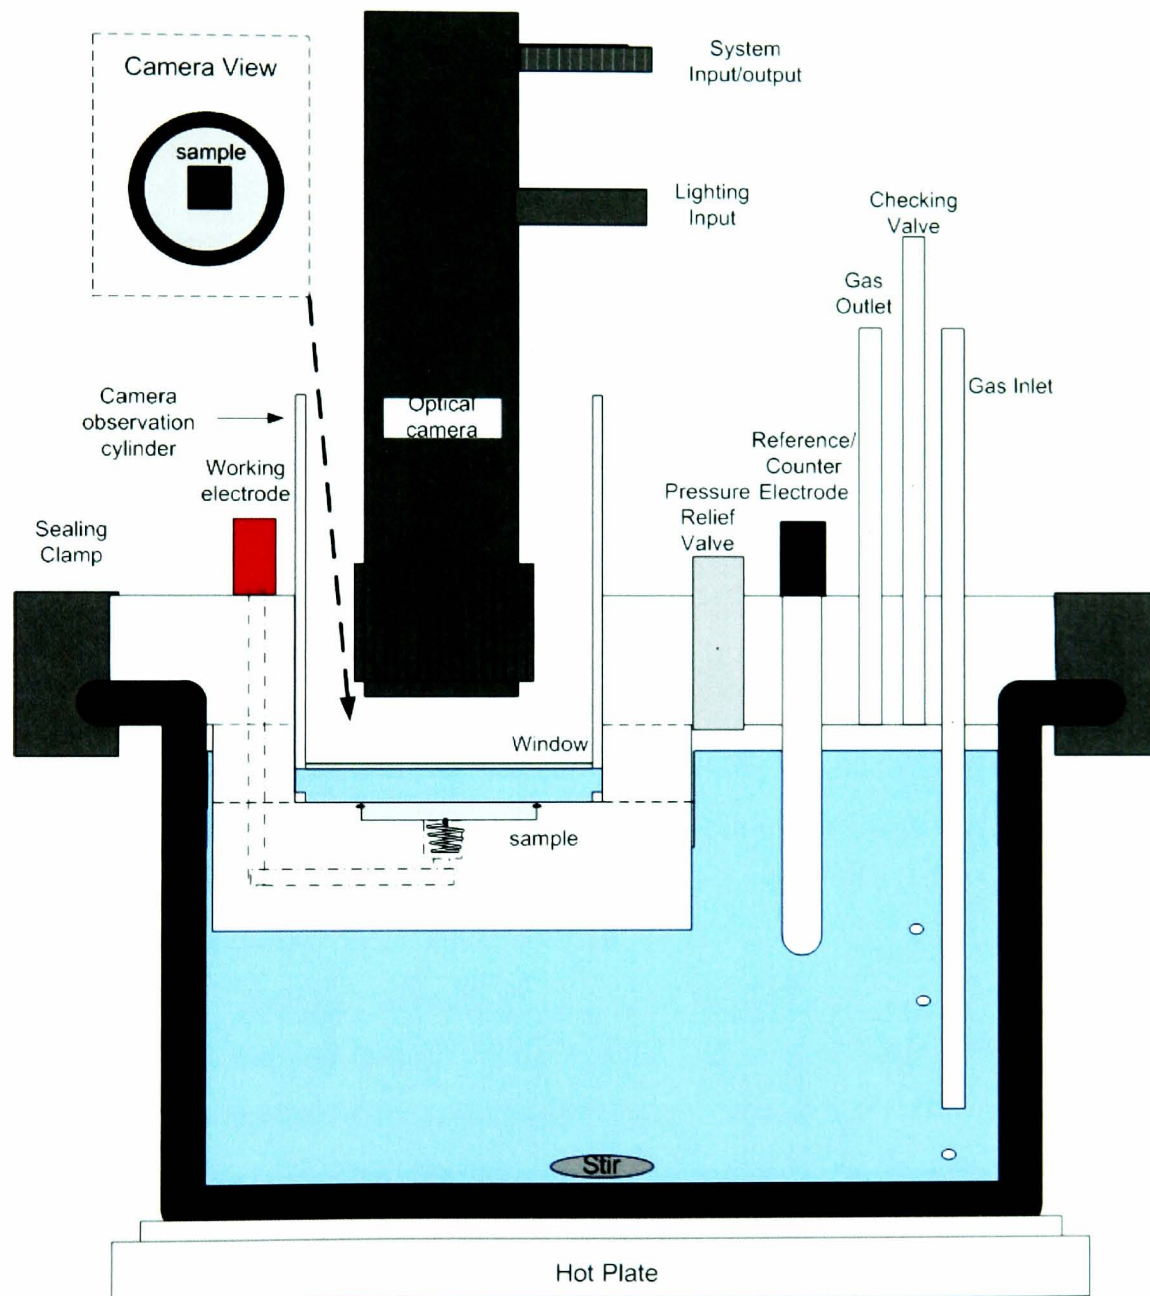 System
Input/output
Camera View
sample
Lighting
Input
Checking
Valve
Gas
Outlet
Gas Inlet
Camera
observation
cylinder
Optical
camera
Working
electrode
Reference/
Counter
Electrode
Pressure
Relief
Valve
Sealing
Clamp
Window
sample
Stir
Hot Plate